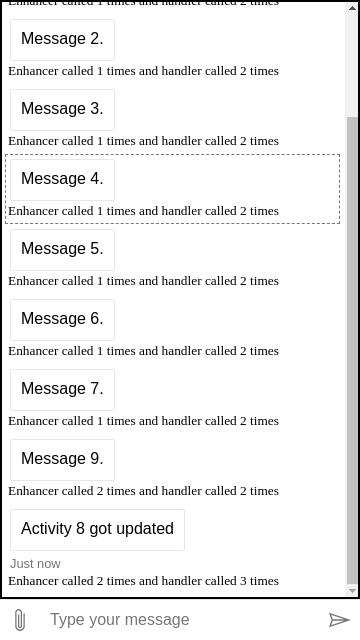 Enhancer called 1 times and handler called 2 times
Message 2.
Enhancer called 1 times and handler called 2 times
Message 3.
Enhancer called 1 times and handler called 2 times
Message 4.
Enhancer called 1 times and handler called 2 times
Message 5.
Enhancer called 1 times and handler called 2 times
Message 6.
Enhancer called 1 times and handler called 2 times
Message 7.
Enhancer called 1 times and handler called 2 times
Message 9.
Enhancer called 2 times and handler called 2 times
Activity 8 got updated
Just now
Enhancer called 2 times and handler called 3 times
Type your message